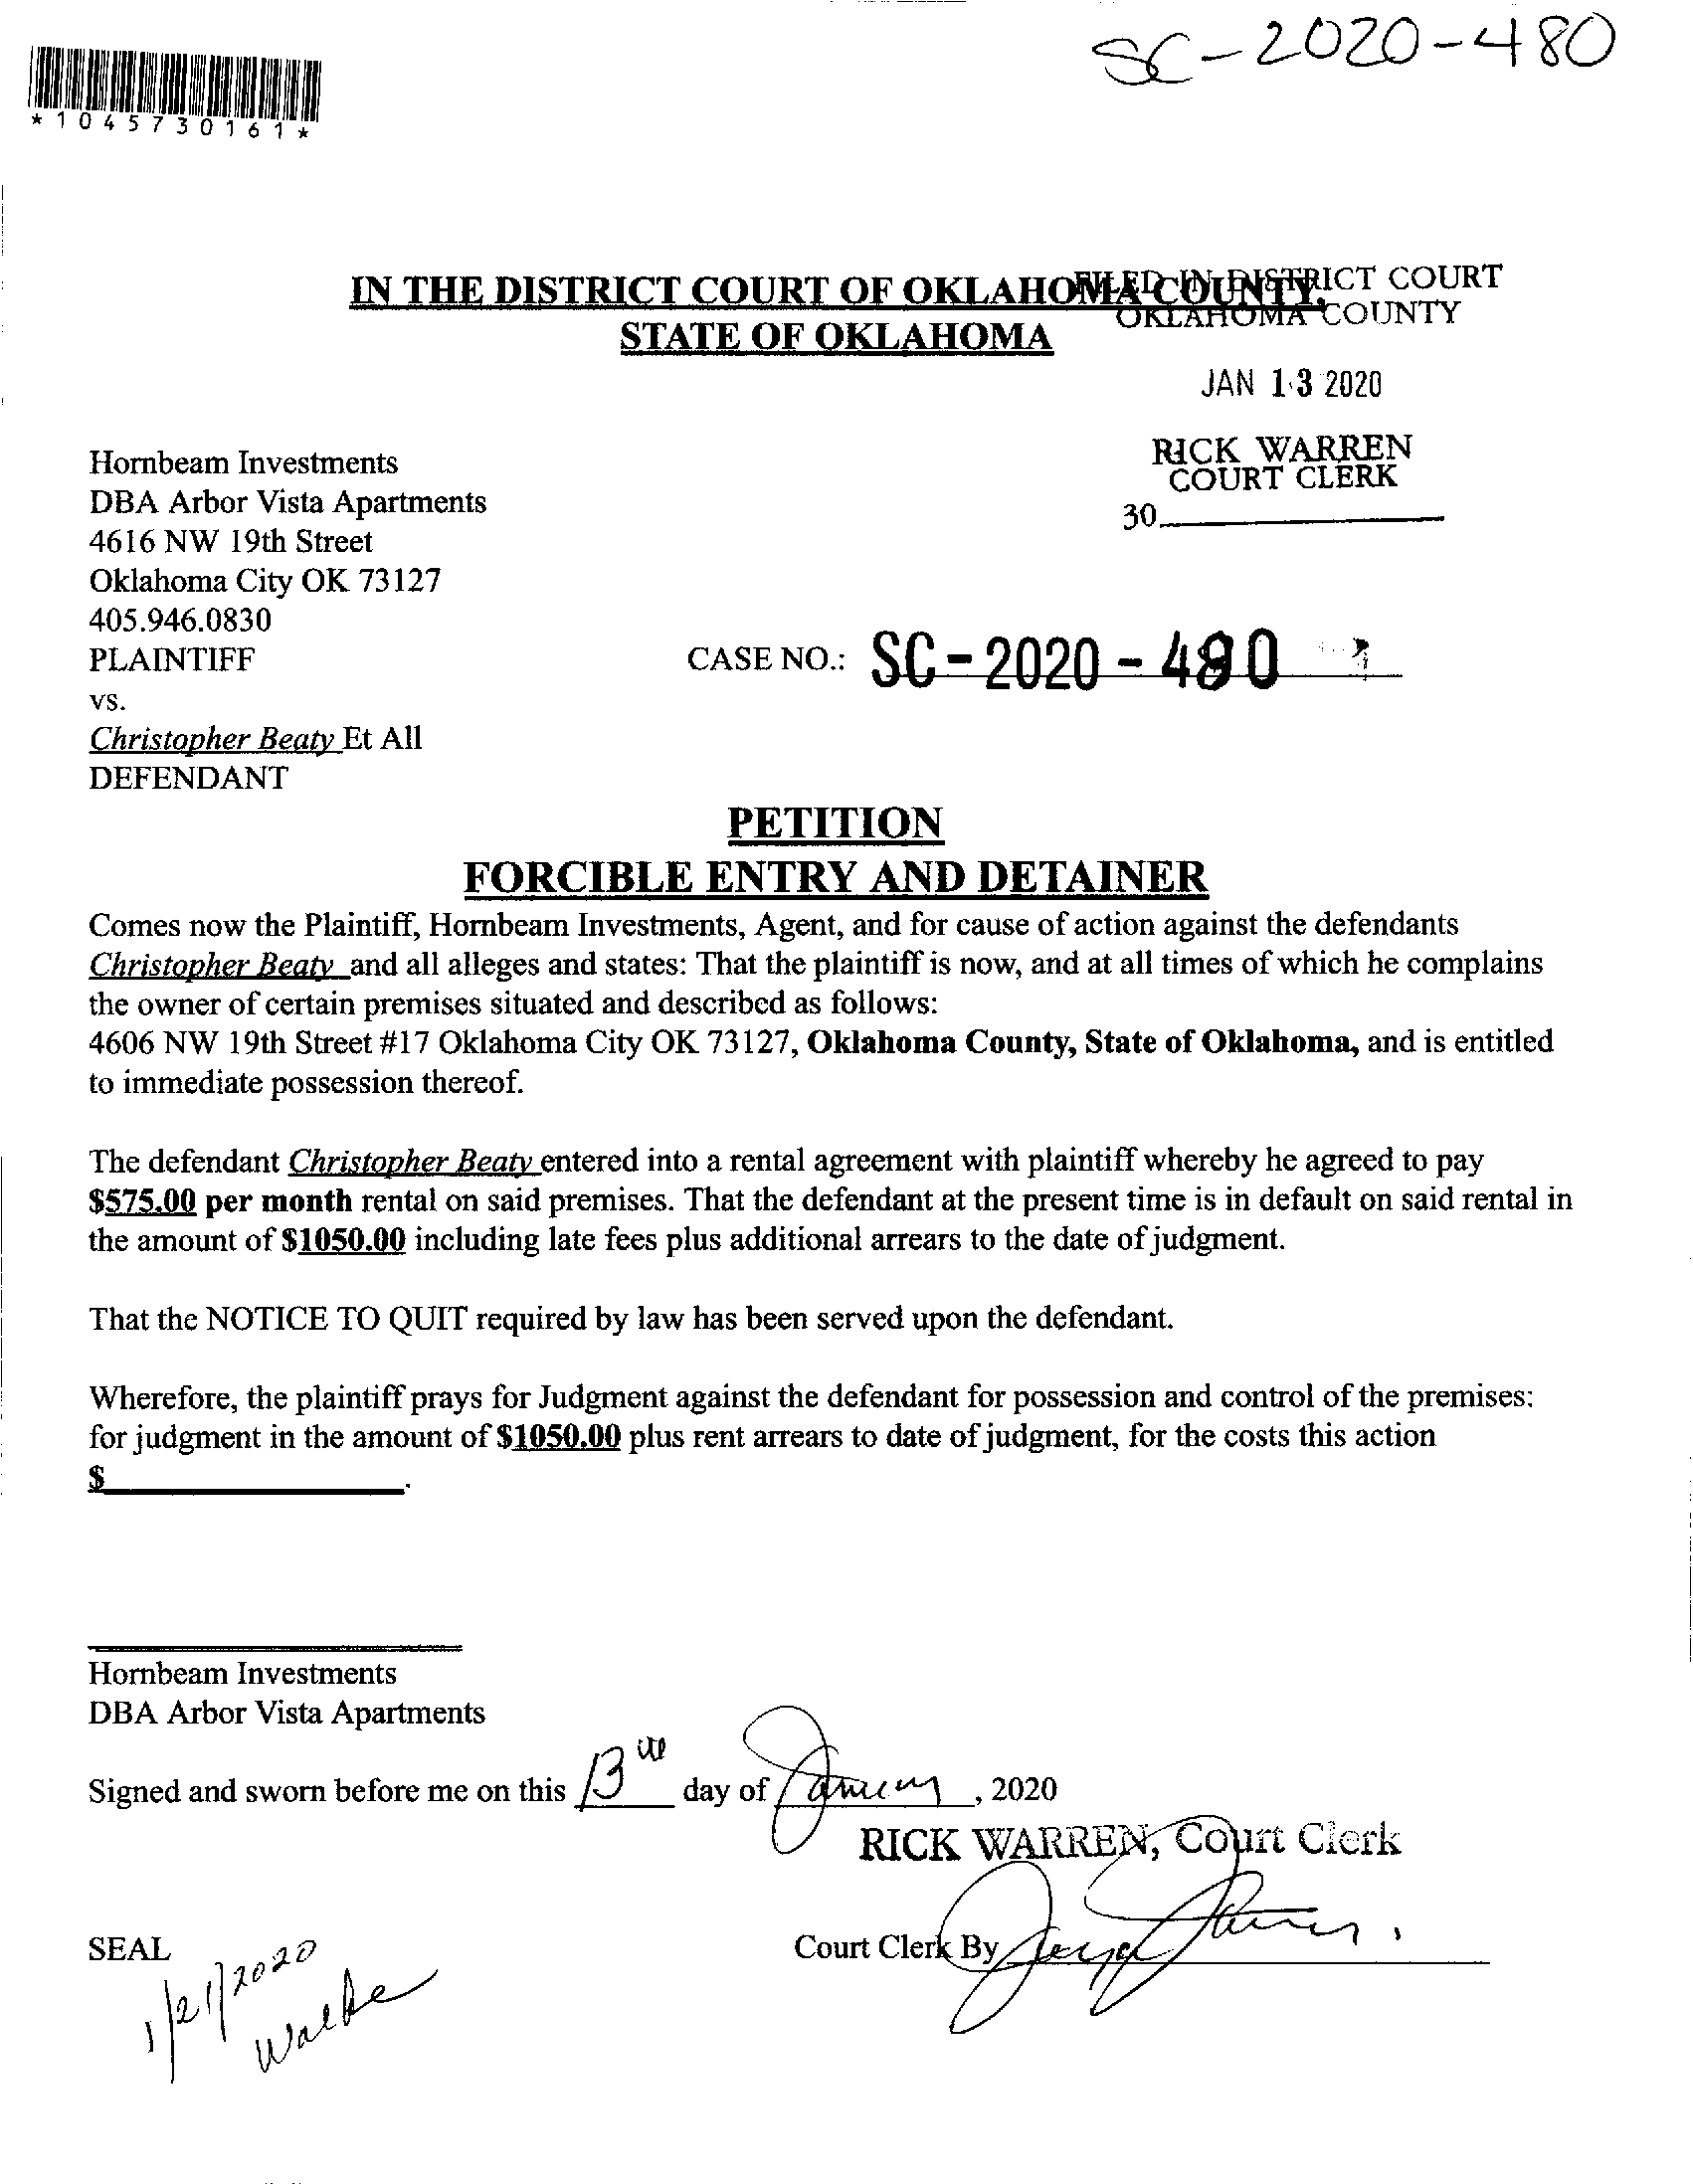 SC-2020-480
*1045730161*
IN THE DISTRICT COURT OF OKLAHOMA COUNTY,
STATE OF OKLAHOMA
FILED IN DISTRICT COURT
OKLAHOMA COUNTY
JAN 13 2020
RICK WARREN
COURT CLERK
30
Hornbeam Investments
DBA Arbor Vista Apartments
4616 NW 19th Street
Oklahoma City OK 73127
405.946.0830
PLAINTIFF
CASE NO.: SC-2020-480
vs.
Christopher Beaty Et All
DEFENDANT
PETITION
FORCIBLE ENTRY AND DETAINER
Comes now the Plaintiff, Hornbeam Investments, Agent, and for cause of action against the defendants
Christopher Beaty and all alleges and states: That the plaintiff is now, and at all times of which he complains
the owner of certain premises situated and described as follows:
4606 NW 19th Street #17 Oklahoma City OK 73127, Oklahoma County, State of Oklahoma, and is entitled
to immediate possession thereof.
The defendant Christopher Beaty entered into a rental agreement with plaintiff whereby he agreed to pay
$575.00 per month rental on said premises. That the defendant at the present time is in default on said rental in
the amount of $1050.00 including late fees plus additional arrears to the date of judgment.
That the NOTICE TO QUIT required by law has been served upon the defendant.
Wherefore, the plaintiff prays for Judgment against the defendant for possession and control of the premises:
for judgment in the amount of $1050.00 plus rent arrears to date of judgment, for the costs this action
$ .
Hornbeam Investments
DBA Arbor Vista Apartments
Signed and sworn before me on this 13th day of January, 2020
RICK WARREN, Court Clerk
SEAL
Court Clerk By
1/21/2020